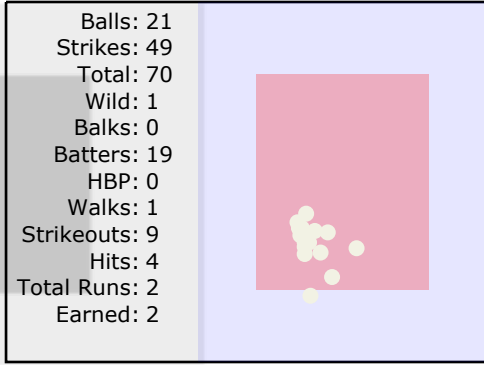 Balls: 21
Strikes: 49
Total: 70
Wild: 1
Balks: 0
Batters: 19
HBP: 0
Walks: 1
Strikeouts: 9
Hits: 4
Total Runs: 2
Earned: 2